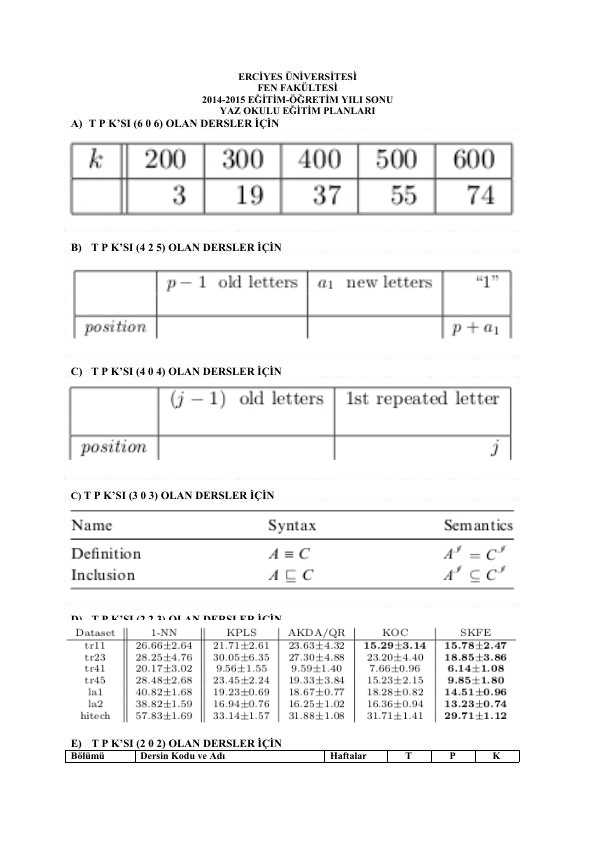 ERCİYES ÜNİVERSİTESİ
FEN FAKÜLTESİ
2014-2015 EĞİTİM-ÖĞRETİM YILI SONU
YAZ OKULU EĞİTİM PLANLARI
A) T P K'SI (6 0 6) OLAN DERSLER İÇİN
k 200 300 400 500 600
3 19 37 55 74
B) T P K'SI (4 2 5) OLAN DERSLER İÇİN
p − 1 old letters a₁ new letters “1”
position p + a₁
C) T P K'SI (4 0 4) OLAN DERSLER İÇİN
(j − 1) old letters 1st repeated letter
position j
C) T P K'SI (3 0 3) OLAN DERSLER İÇİN
Name Syntax Semantics
Definition A ≡ C A^𝓘 = C^𝓘
Inclusion A ⊑ C A^𝓘 ⊆ C^𝓘
D) T P K'SI (2 2 3) OLAN DERSLER İÇİN
Dataset 1-NN KPLS AKDA/QR KOC SKFE
tr11 26.66±2.64 21.71±2.61 23.63±4.32 15.29±3.14 15.78±2.47
tr23 28.25±4.76 30.05±6.35 27.30±4.88 23.20±4.40 18.85±3.86
tr41 20.17±3.02 9.56±1.55 9.59±1.40 7.66±0.96 6.14±1.08
tr45 28.48±2.68 23.45±2.24 19.33±3.84 15.23±2.15 9.85±1.80
la1 40.82±1.68 19.23±0.69 18.67±0.77 18.28±0.82 14.51±0.96
la2 38.82±1.59 16.94±0.76 16.25±1.02 16.36±0.94 13.23±0.74
hitech 57.83±1.69 33.14±1.57 31.88±1.08 31.71±1.41 29.71±1.12
E) T P K'SI (2 0 2) OLAN DERSLER İÇİN
Bölümü Dersin Kodu ve Adı Haftalar T P K